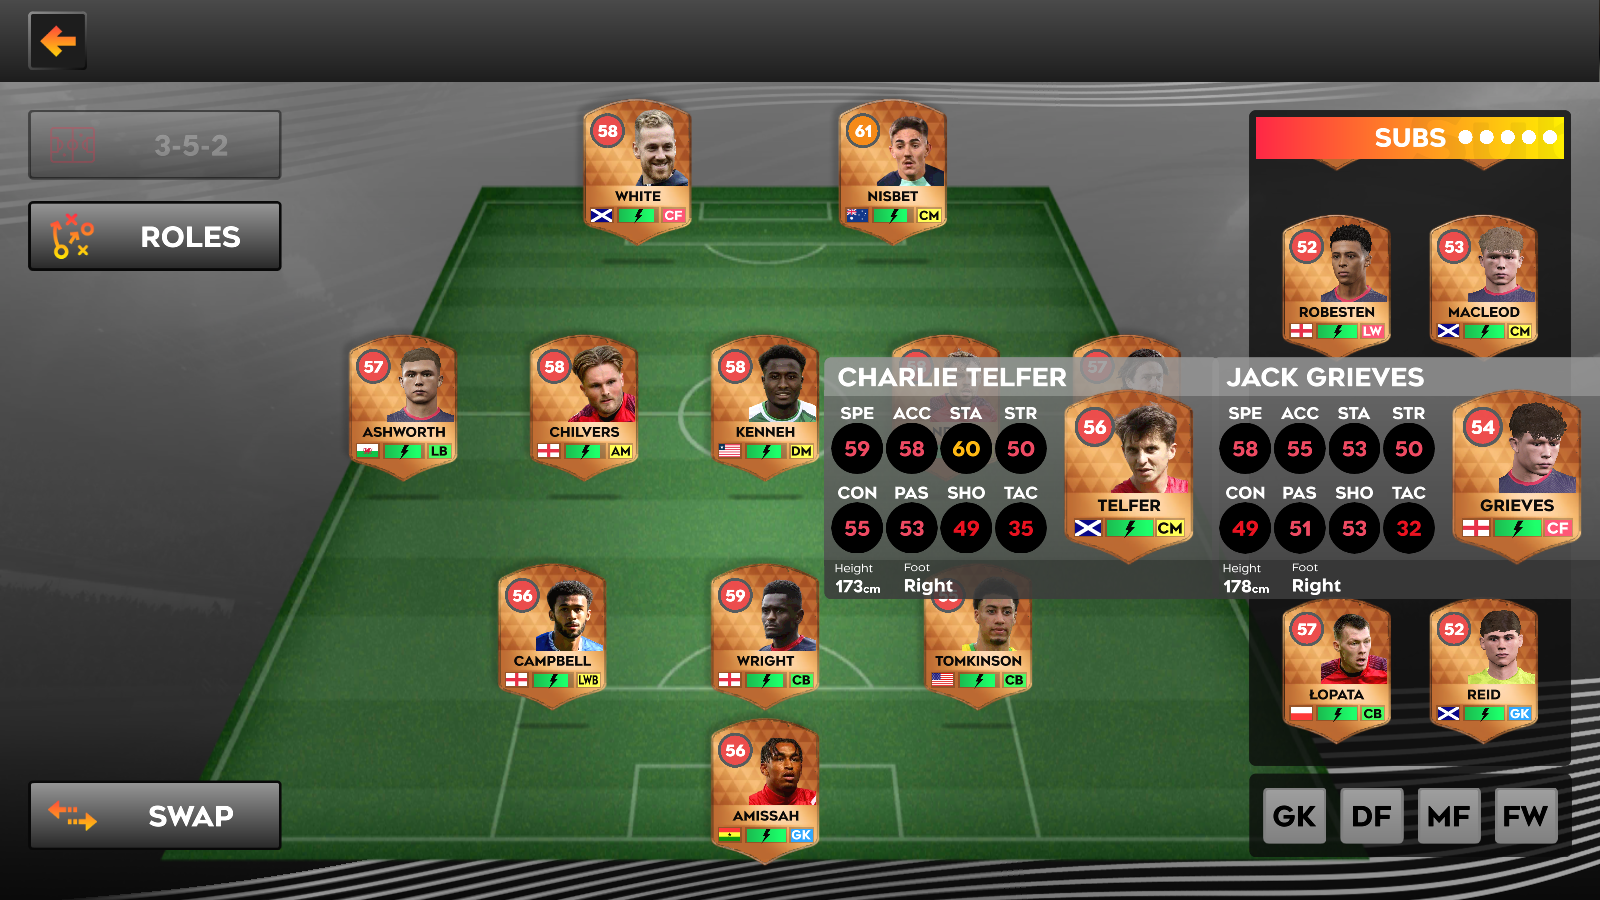 3-5-2
ROLES
SWAP
58
WHITE
CF
61
NISBET
CM
57
ASHWORTH
LB
58
CHILVERS
AM
58
KENNEH
DM
57
CHARLIE TELFER
SPE ACC STA STR
59 58 60 50
CON PAS SHO TAC
55 53 49 35
Height Foot
173cm Right
56
TELFER
CM
JACK GRIEVES
SPE ACC STA STR
58 55 53 50
CON PAS SHO TAC
49 51 53 32
Height Foot
178cm Right
54
GRIEVES
CF
56
CAMPBELL
LWB
59
WRIGHT
CB
TOMKINSON
CB
56
AMISSAH
GK
SUBS
52
ROBESTEN
LW
53
MACLEOD
CM
57
ŁOPATA
CB
52
REID
GK
GK DF MF FW